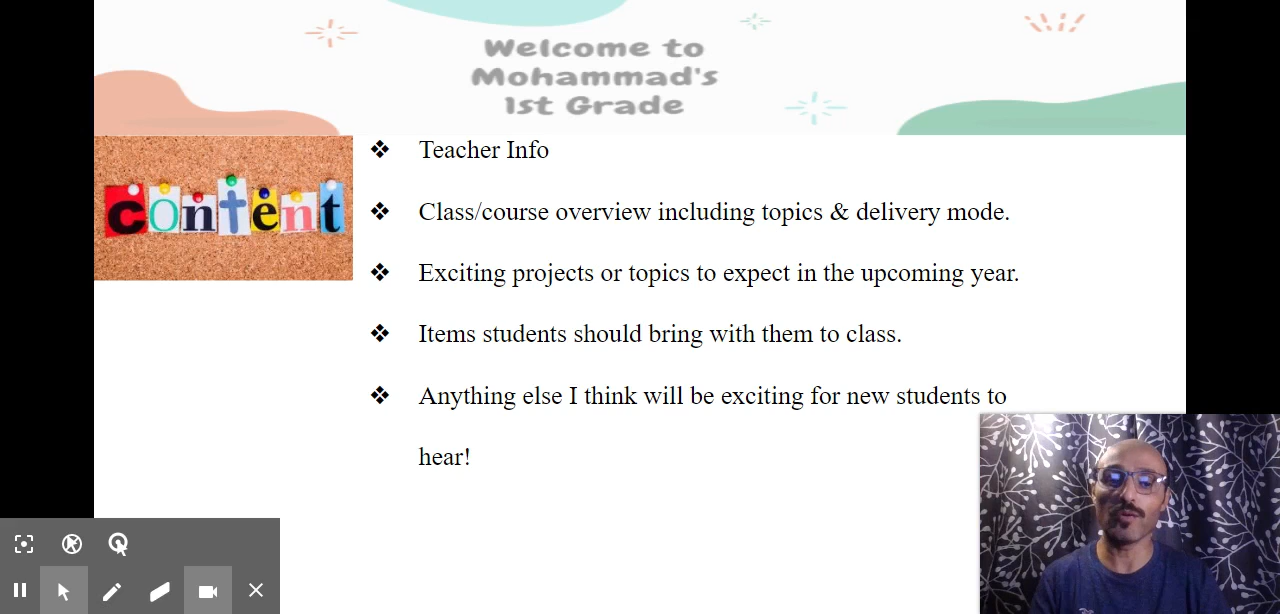 Welcome to
Mohammad's
1st Grade
content
❖ Teacher Info
❖ Class/course overview including topics & delivery mode.
❖ Exciting projects or topics to expect in the upcoming year.
❖ Items students should bring with them to class.
❖ Anything else I think will be exciting for new students to
hear!